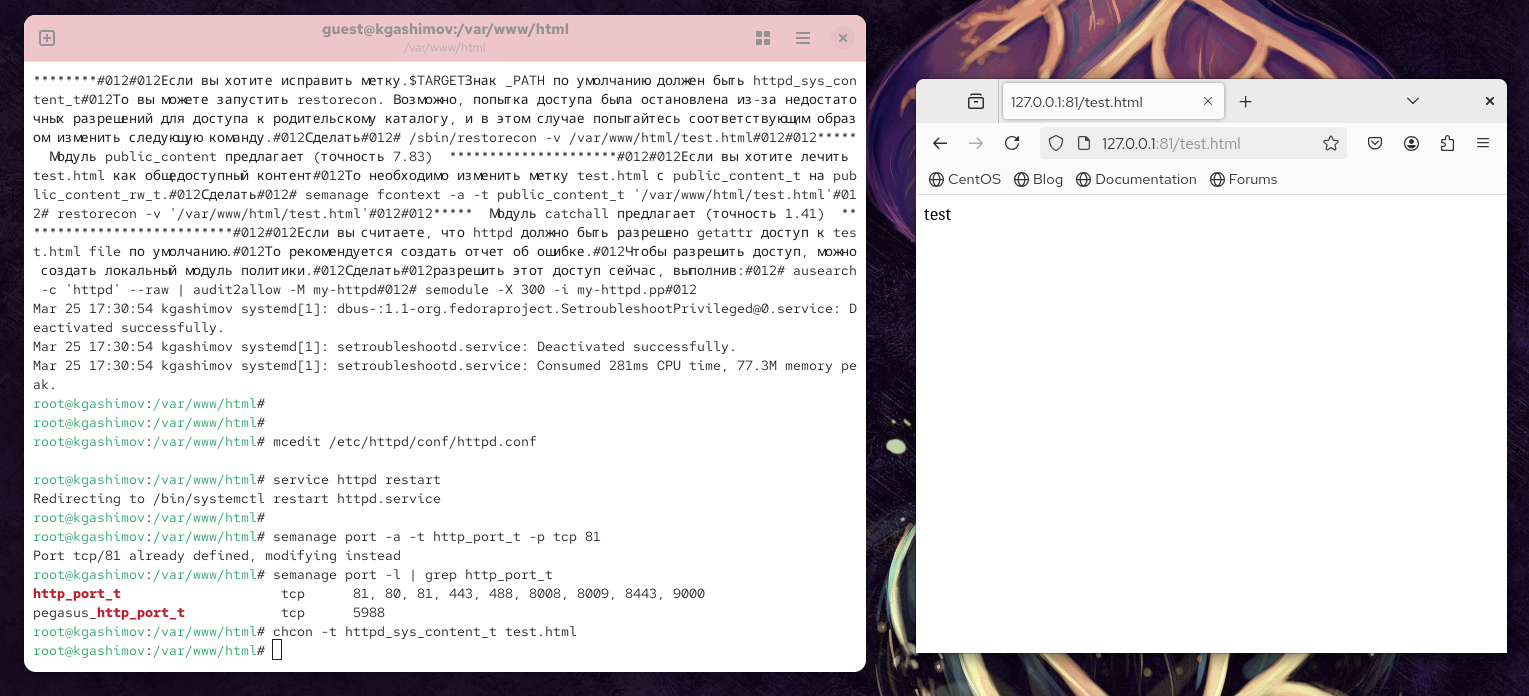 guest@kgashimov:/var/www/html
/var/www/html
********#012#012Если вы хотите исправить метку.$TARGETЗнак _PATH по умолчанию должен быть httpd_sys_con
tent_t#012То вы можете запустить restorecon. Возможно, попытка доступа была остановлена из-за недостато
чных разрешений для доступа к родительскому каталогу, и в этом случае попытайтесь соответствующим образ
ом изменить следующую команду.#012Сделать#012# /sbin/restorecon -v /var/www/html/test.html#012#012*****
  Модуль public_content предлагает (точность 7.83)  *********************#012#012Если вы хотите лечить
test.html как общедоступный контент#012То необходимо изменить метку test.html с public_content_t на pub
lic_content_rw_t.#012Сделать#012# semanage fcontext -a -t public_content_t '/var/www/html/test.html'#01
2# restorecon -v '/var/www/html/test.html'#012#012*****  Модуль catchall предлагает (точность 1.41)  **
*************************#012#012Если вы считаете, что httpd должно быть разрешено getattr доступ к tes
t.html file по умолчанию.#012То рекомендуется создать отчет об ошибке.#012Чтобы разрешить доступ, можно
 создать локальный модуль политики.#012Сделать#012разрешить этот доступ сейчас, выполнив:#012# ausearch
 -c 'httpd' --raw | audit2allow -M my-httpd#012# semodule -X 300 -i my-httpd.pp#012
Mar 25 17:30:54 kgashimov systemd[1]: dbus-:1.1-org.fedoraproject.SetroubleshootPrivileged@0.service: D
eactivated successfully.
Mar 25 17:30:54 kgashimov systemd[1]: setroubleshootd.service: Deactivated successfully.
Mar 25 17:30:54 kgashimov systemd[1]: setroubleshootd.service: Consumed 281ms CPU time, 77.3M memory pe
ak.
root@kgashimov:/var/www/html#
root@kgashimov:/var/www/html#
root@kgashimov:/var/www/html# mcedit /etc/httpd/conf/httpd.conf
root@kgashimov:/var/www/html# service httpd restart
Redirecting to /bin/systemctl restart httpd.service
root@kgashimov:/var/www/html#
root@kgashimov:/var/www/html# semanage port -a -t http_port_t -p tcp 81
Port tcp/81 already defined, modifying instead
root@kgashimov:/var/www/html# semanage port -l | grep http_port_t
http_port_t                    tcp      81, 80, 81, 443, 488, 8008, 8009, 8443, 9000
pegasus_http_port_t            tcp      5988
root@kgashimov:/var/www/html# chcon -t httpd_sys_content_t test.html
root@kgashimov:/var/www/html#
127.0.0.1:81/test.html
127.0.0.1:81/test.html
CentOS Blog Documentation Forums
test